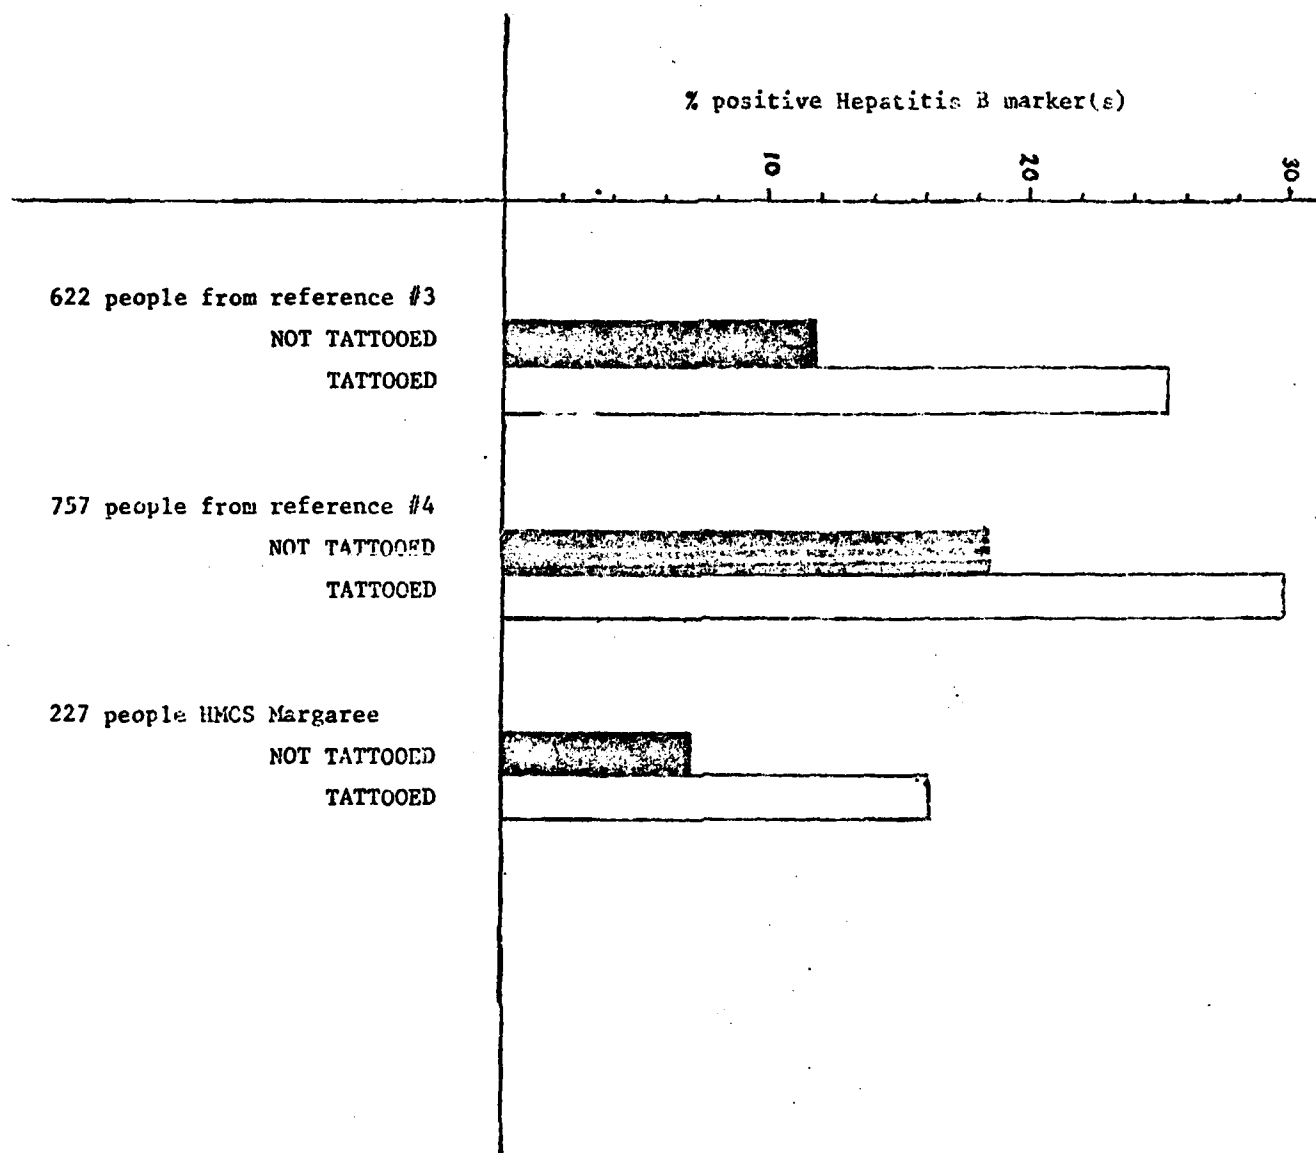 % positive Hepatitis B marker(s)
10 20 30
622 people from reference #3
NOT TATTOOED
TATTOOED
757 people from reference #4
NOT TATTOOED
TATTOOED
227 people HMCS Margaree
NOT TATTOOED
TATTOOED